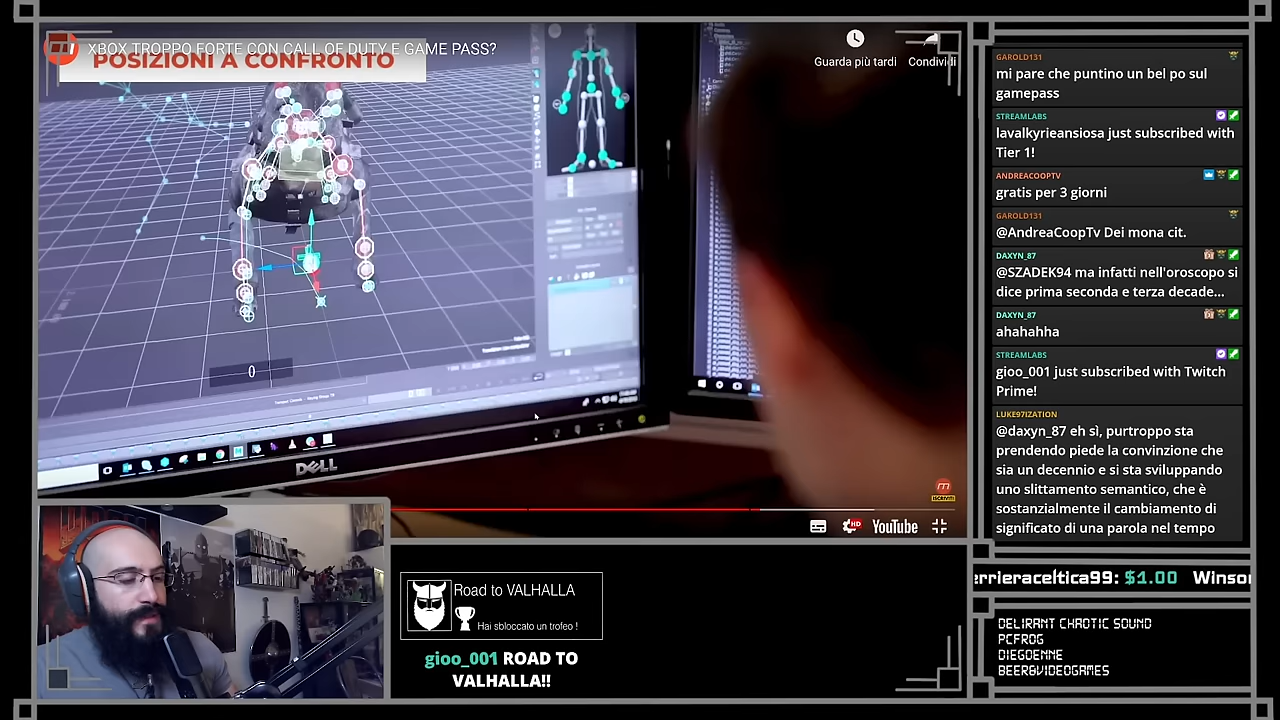 XBOX TROPPO FORTE CON CALL OF DUTY E GAME PASS?
POSIZIONI A CONFRONTO
Guarda più tardi
Condividi
0
DELL
ISCRIVITI
HD
YouTube
GAROLD131
mi pare che puntino un bel po sul
gamepass
STREAMLABS
lavalkyrieansiosa just subscribed with
Tier 1!
ANDREACOOPTV
gratis per 3 giorni
GAROLD131
@AndreaCoopTv Dei mona cit.
DAXYN_87
@SZADEK94 ma infatti nell'oroscopo si
dice prima seconda e terza decade...
DAXYN_87
ahahahha
STREAMLABS
gioo_001 just subscribed with Twitch
Prime!
LUKE97IZATION
@daxyn_87 eh sì, purtroppo sta
prendendo piede la convinzione che
sia un decennio e si sta sviluppando
uno slittamento semantico, che è
sostanzialmente il cambiamento di
significato di una parola nel tempo
rrieraceltica99: $1.00 Winso
DELIRANT CHAOTIC SOUND
PCFROG
DIEGOENNE
BEER&VIDEOGAMES
Road to VALHALLA
Hai sbloccato un trofeo !
gioo_001 ROAD TO
VALHALLA!!